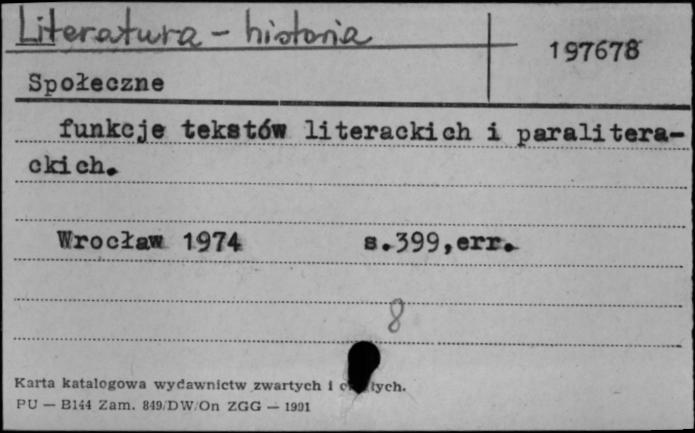 Literatura - historia
197678
Społeczne
funkcje tekstów literackich i paralitera-
ckich.
Wrocław 1974 s.399,err.
8
Karta katalogowa wydawnictw zwartych i
PU — B144 Zam. 849/DW/On ZGG — 1991